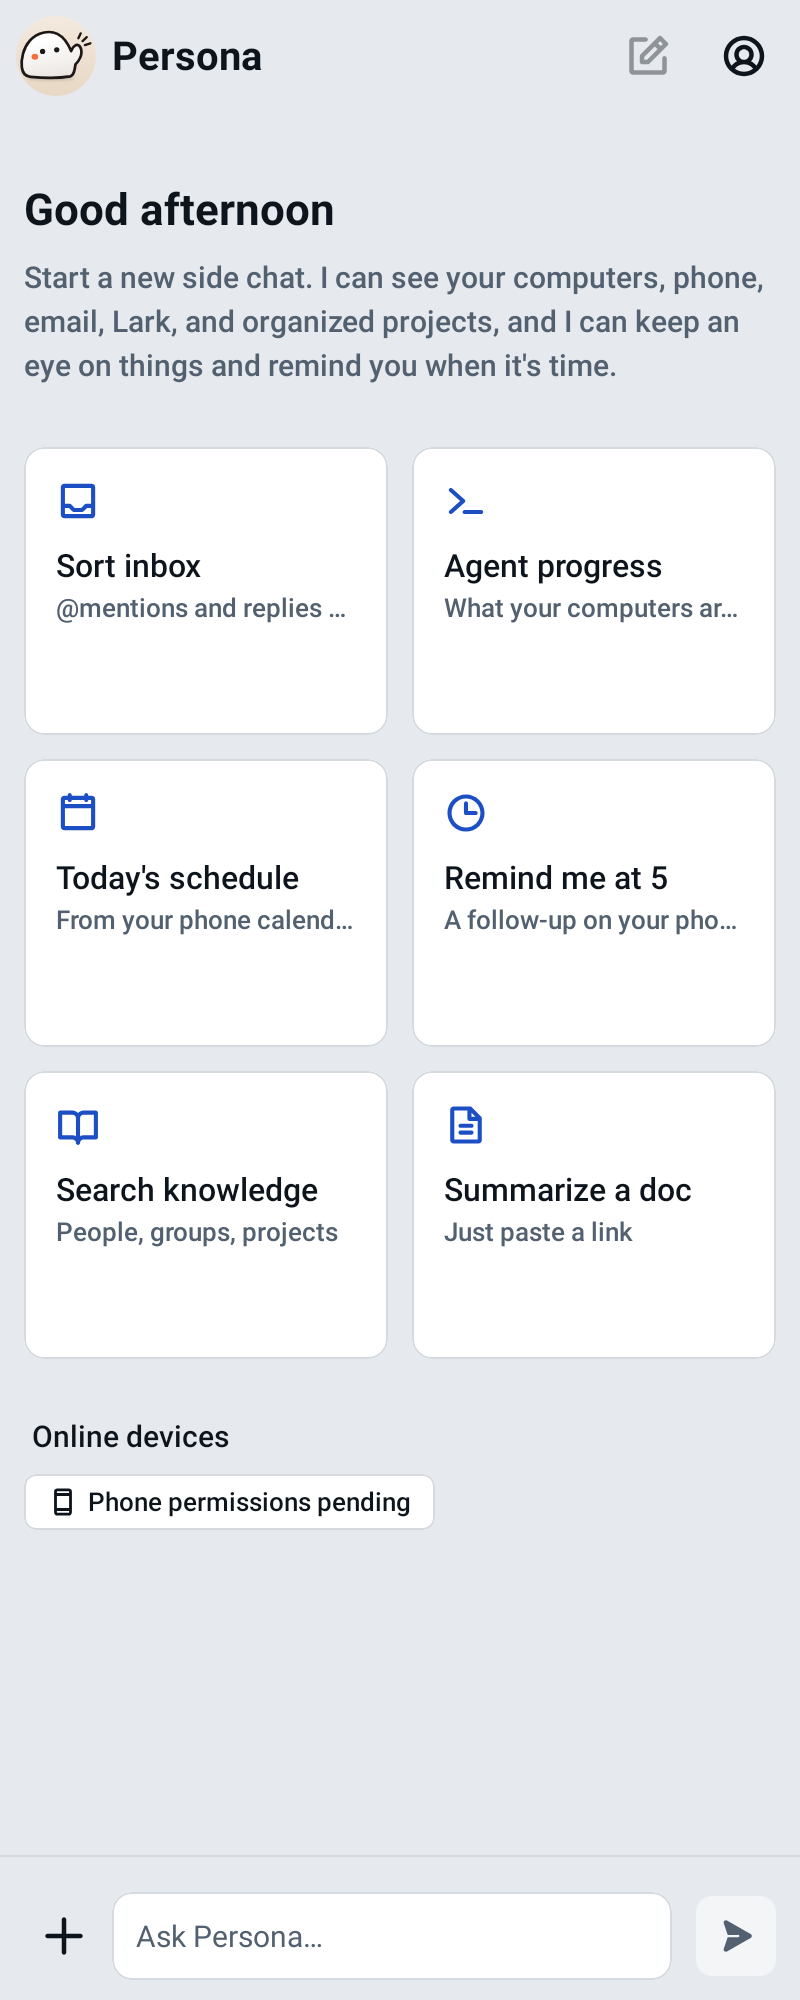 Persona
Good afternoon
Start a new side chat. I can see your computers, phone,
email, Lark, and organized projects, and I can keep an
eye on things and remind you when it's time.
Sort inbox
@mentions and replies ...
Agent progress
What your computers ar...
Today's schedule
From your phone calend...
Remind me at 5
A follow-up on your pho...
Search knowledge
People, groups, projects
Summarize a doc
Just paste a link
Online devices
Phone permissions pending
Ask Persona...